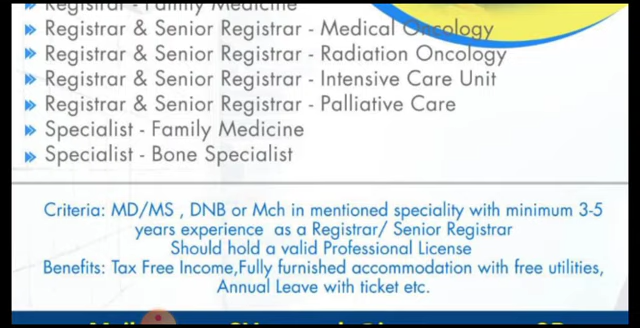 Registrar - Family Medicine
Registrar & Senior Registrar - Medical Oncology
Registrar & Senior Registrar - Radiation Oncology
Registrar & Senior Registrar - Intensive Care Unit
Registrar & Senior Registrar - Palliative Care
Specialist - Family Medicine
Specialist - Bone Specialist
Criteria: MD/MS , DNB or Mch in mentioned speciality with minimum 3-5
years experience as a Registrar/ Senior Registrar
Should hold a valid Professional License
Benefits: Tax Free Income,Fully furnished accommodation with free utilities,
Annual Leave with ticket etc.